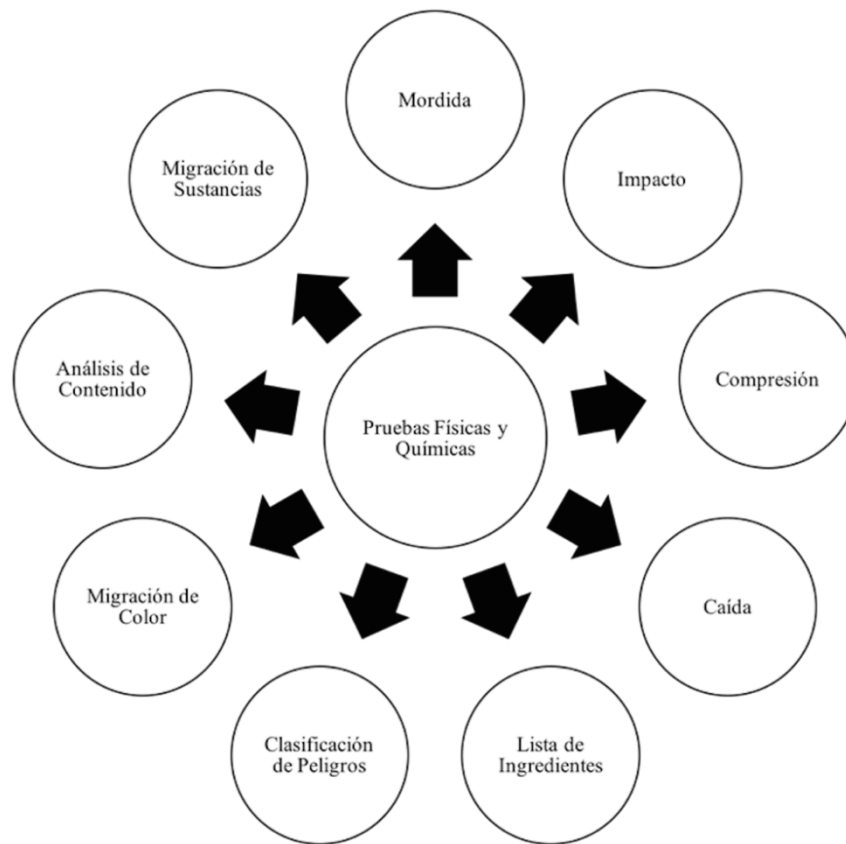 Mordida
Impacto
Compresión
Caída
Lista de
Ingredientes
Clasificación
de Peligros
Migración de
Color
Análisis de
Contenido
Migración de
Sustancias
Pruebas Físicas y
Químicas